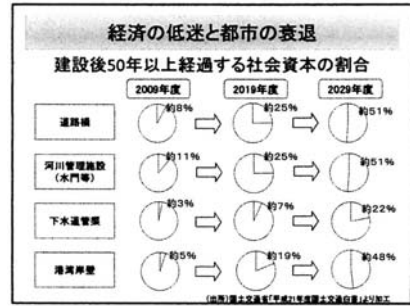 経済の低迷と都市の衰退
建設後50年以上経過する社会資本の割合
2009年度 2019年度 2029年度
道路橋 約8% 約25% 約51%
河川管理施設
(水門等)
約11% 約25% 約51%
下水道管渠 約3% 約7% 約22%
港湾岸壁 約5% 約19% 約48%
(出所)国土交通省「平成21年度国土交通白書」より加工